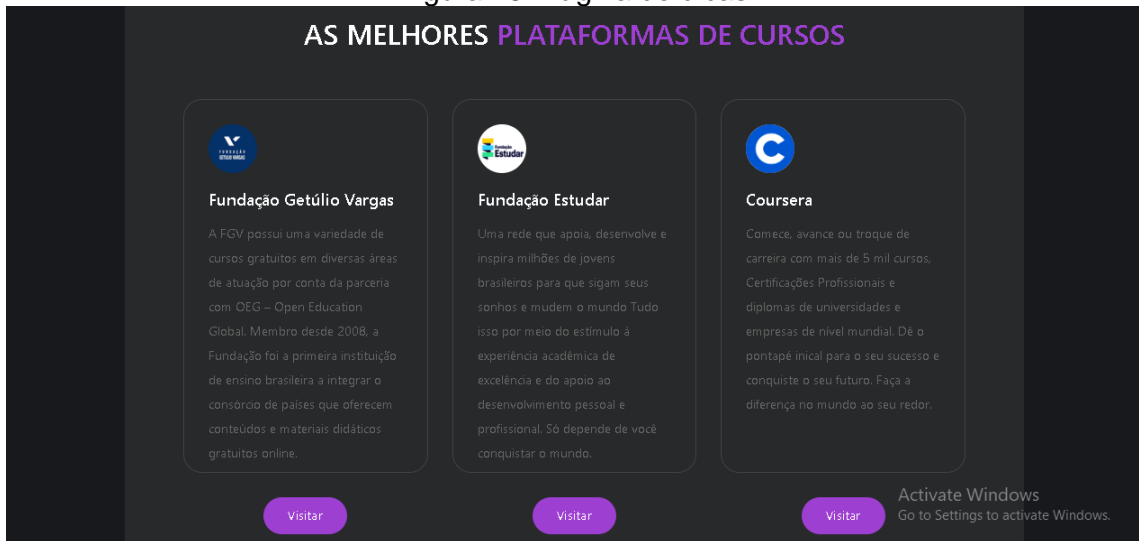 AS MELHORES PLATAFORMAS DE CURSOS
FUNDAÇÃO
GETULIO VARGAS
Fundação Getúlio Vargas
A FGV possui uma variedade de
cursos gratuitos em diversas áreas
de atuação por conta da parceria
com OEG – Open Education
Global. Membro desde 2008, a
Fundação foi a primeira instituição
de ensino brasileira a integrar o
consórcio de países que oferecem
conteúdos e materiais didáticos
gratuitos online.
Visitar
Fundação
Estudar
Fundação Estudar
Uma rede que apoia, desenvolve e
inspira milhões de jovens
brasileiros para que sigam seus
sonhos e mudem o mundo Tudo
isso por meio do estímulo à
experiência acadêmica de
excelência e do apoio ao
desenvolvimento pessoal e
profissional. Só depende de você
conquistar o mundo.
Visitar
C
Coursera
Comece, avance ou troque de
carreira com mais de 5 mil cursos,
Certificações Profissionais e
diplomas de universidades e
empresas de nível mundial. Dê o
pontapé inical para o seu sucesso e
conquiste o seu futuro. Faça a
diferença no mundo ao seu redor.
Visitar
Activate Windows
Go to Settings to activate Windows.